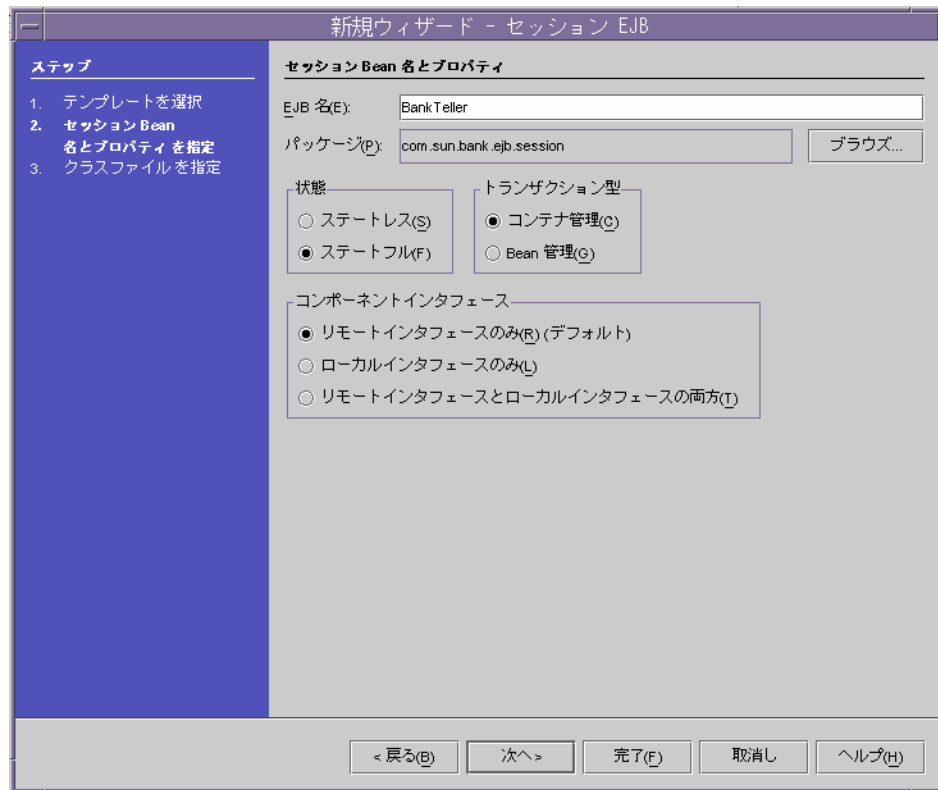 新規ウィザード - セッション EJB
ステップ
1. テンプレートを選択
2. セッション Bean
名とプロパティ を指定
3. クラスファイル を指定
セッション Bean 名とプロパティ
EJB 名(E): BankTeller
パッケージ(P): com.sun.bank.ejb.session ブラウズ...
状態
ステートレス(S)
ステートフル(F)
トランザクション型
コンテナ管理(C)
Bean 管理(G)
コンポーネントインタフェース
リモートインタフェースのみ(R) (デフォルト)
ローカルインタフェースのみ(L)
リモートインタフェースとローカルインタフェースの両方(T)
< 戻る(B) 次へ > 完了(F) 取消し ヘルプ(H)